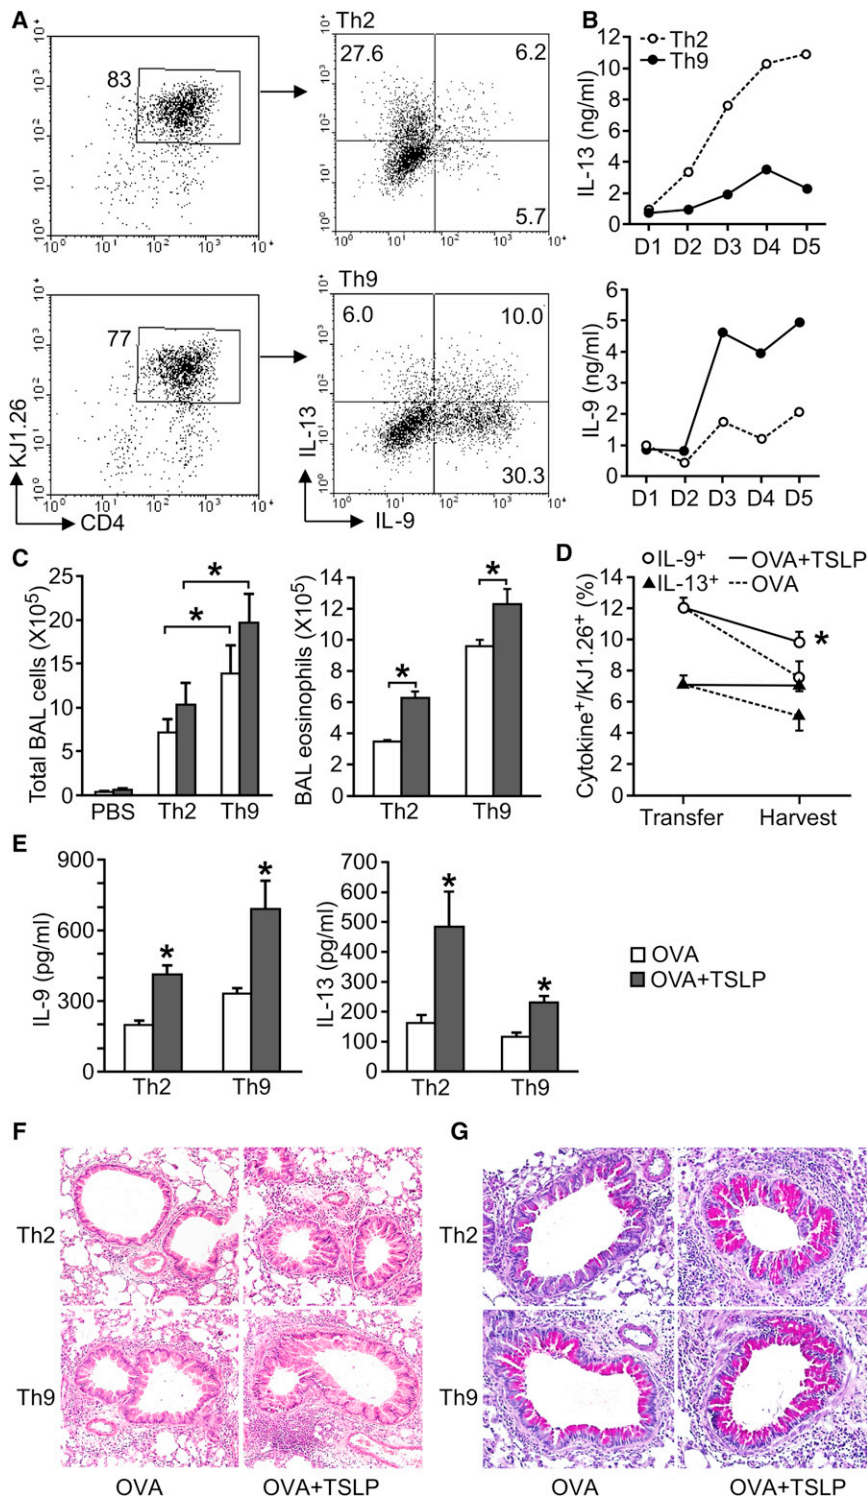 A
Th2
83
27.6
6.2
5.7
10⁰ 10¹ 10² 10³ 10⁴
10⁰ 10¹ 10² 10³ 10⁴
10⁰ 10¹ 10² 10³ 10⁴
10⁰ 10¹ 10² 10³ 10⁴
Th9
77
6.0
10.0
30.3
10⁰ 10¹ 10² 10³ 10⁴
10⁰ 10¹ 10² 10³ 10⁴
10⁰ 10¹ 10² 10³ 10⁴
10⁰ 10¹ 10² 10³ 10⁴
KJ1.26
CD4
IL-13
IL-9
B
Th2
Th9
IL-13 (ng/ml)
12
10
8
6
4
2
0
D1 D2 D3 D4 D5
IL-9 (ng/ml)
6
5
4
3
2
1
0
D1 D2 D3 D4 D5
C
Total BAL cells (X10⁵)
25
20
15
10
5
0
* *
PBS Th2 Th9
BAL eosinophils (X10⁵)
14
12
10
8
6
4
2
0
* *
Th2 Th9
D
IL-9⁺ OVA+TSLP
IL-13⁺ OVA
Cytokine⁺/KJ1.26⁺ (%)
14
12
10
8
6
4
2
0
*
Transfer Harvest
E
IL-9 (pg/ml)
900
600
300
0
* *
Th2 Th9
IL-13 (pg/ml)
700
600
500
400
300
200
100
0
* *
Th2 Th9
OVA
OVA+TSLP
F
Th2
Th9
OVA OVA+TSLP
G
Th2
Th9
OVA OVA+TSLP